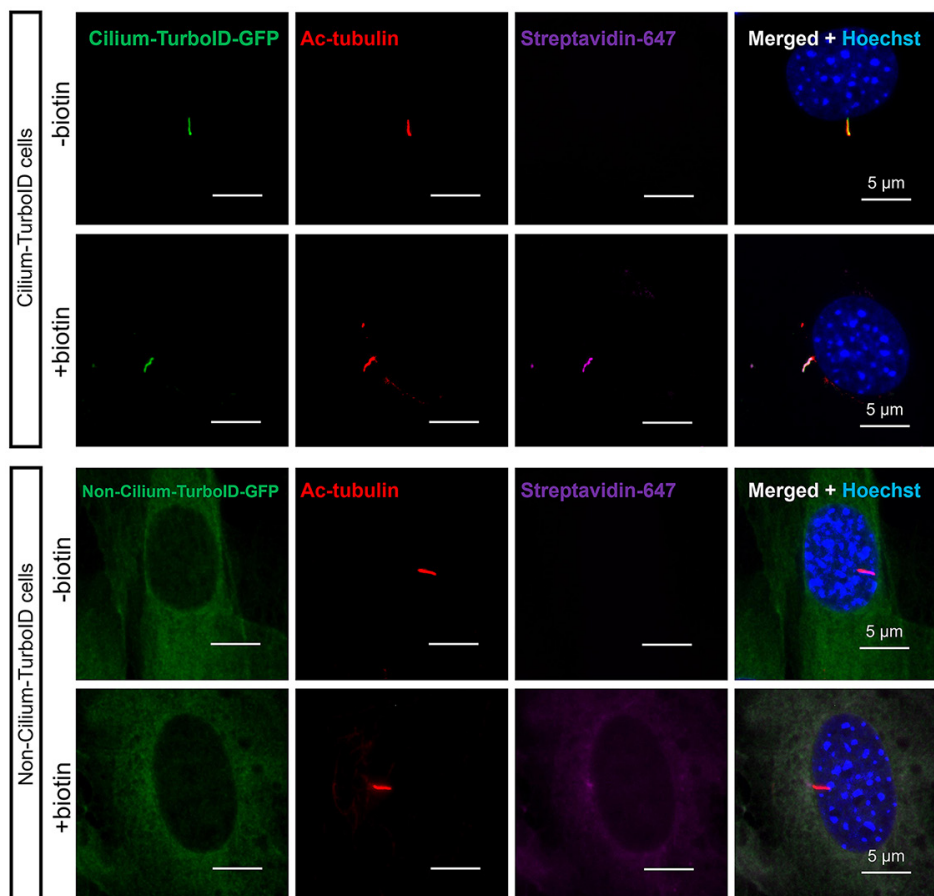 Cilium-TurboID cells
-biotin
Cilium-TurboID-GFP
Ac-tubulin
Streptavidin-647
Merged + Hoechst
5 µm
+biotin
5 µm
Non-Cilium-TurboID cells
-biotin
Non-Cilium-TurboID-GFP
Ac-tubulin
Streptavidin-647
Merged + Hoechst
5 µm
+biotin
5 µm